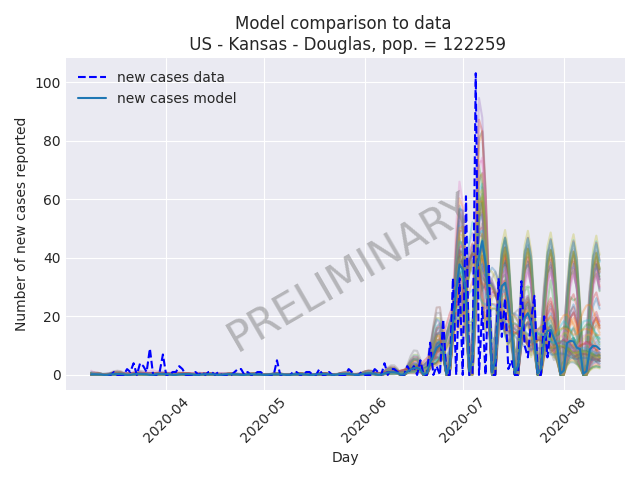 Model comparison to data
US - Kansas - Douglas, pop. = 122259
new cases data
new cases model
PRELIMINARY
Number of new cases reported
100
80
60
40
20
0
2020-04
2020-05
2020-06
2020-07
2020-08
Day